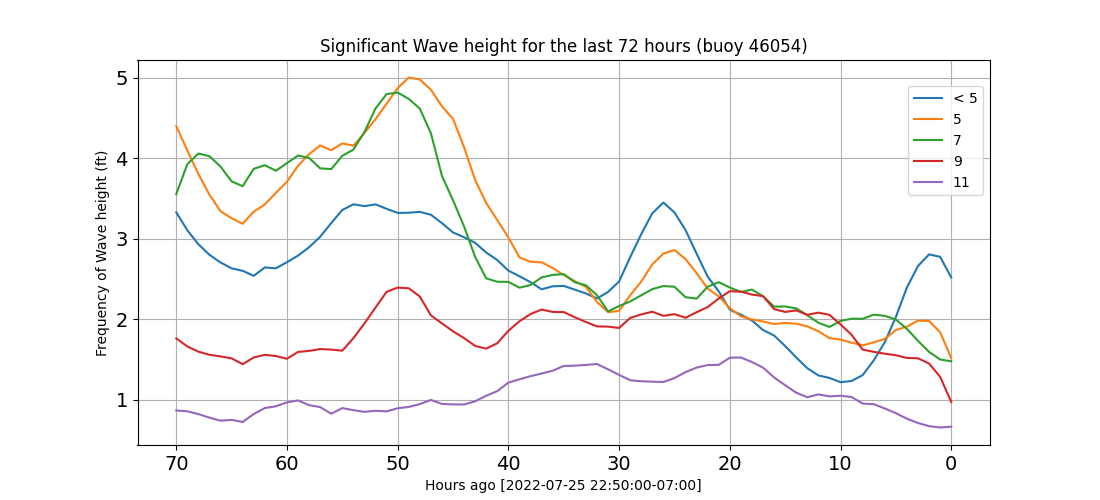 Significant Wave height for the last 72 hours (buoy 46054)
Frequency of Wave height (ft)
5
4
3
2
1
< 5
5
7
9
11
70 60 50 40 30 20 10 0
Hours ago [2022-07-25 22:50:00-07:00]